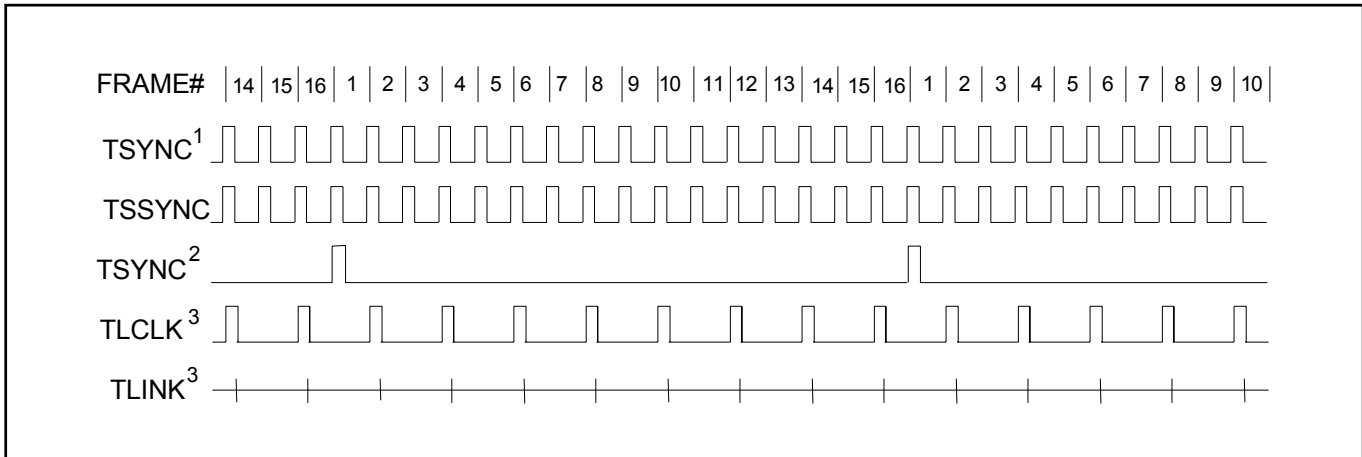 FRAME# 14 15 16 1 2 3 4 5 6 7 8 9 10 11 12 13 14 15 16 1 2 3 4 5 6 7 8 9 10
TSYNC1
TSSYNC
TSYNC2
TLCLK3
TLINK3